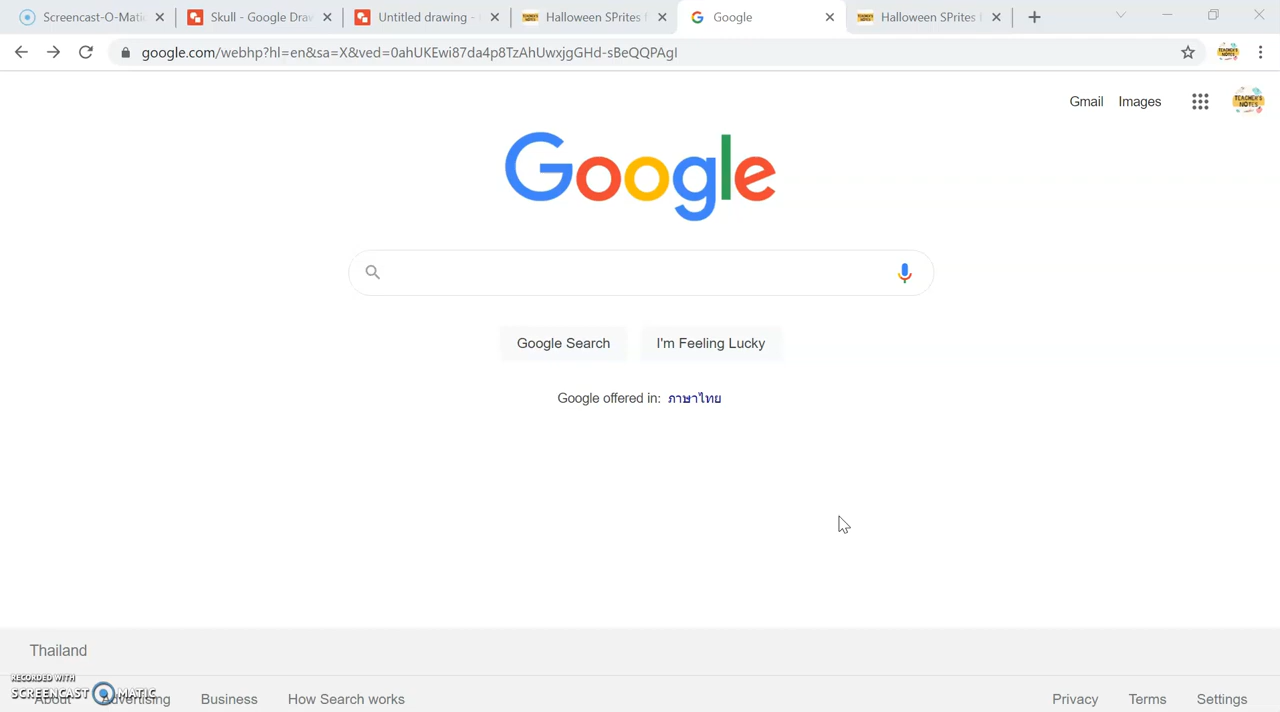 Screencast-O-Matic
Skull - Google Draw
Untitled drawing -
Halloween SPrites f
Google
Halloween SPrites f
google.com/webhp?hl=en&sa=X&ved=0ahUKEwi87da4p8TzAhUwxjgGHd-sBeQQPAgI
Gmail Images
TEACHER'S NOTES
Google
Google Search I'm Feeling Lucky
Google offered in: ภาษาไทย
Thailand
RECORDED WITH
SCREENCAST MATIC
About Advertising Business How Search works Privacy Terms Settings